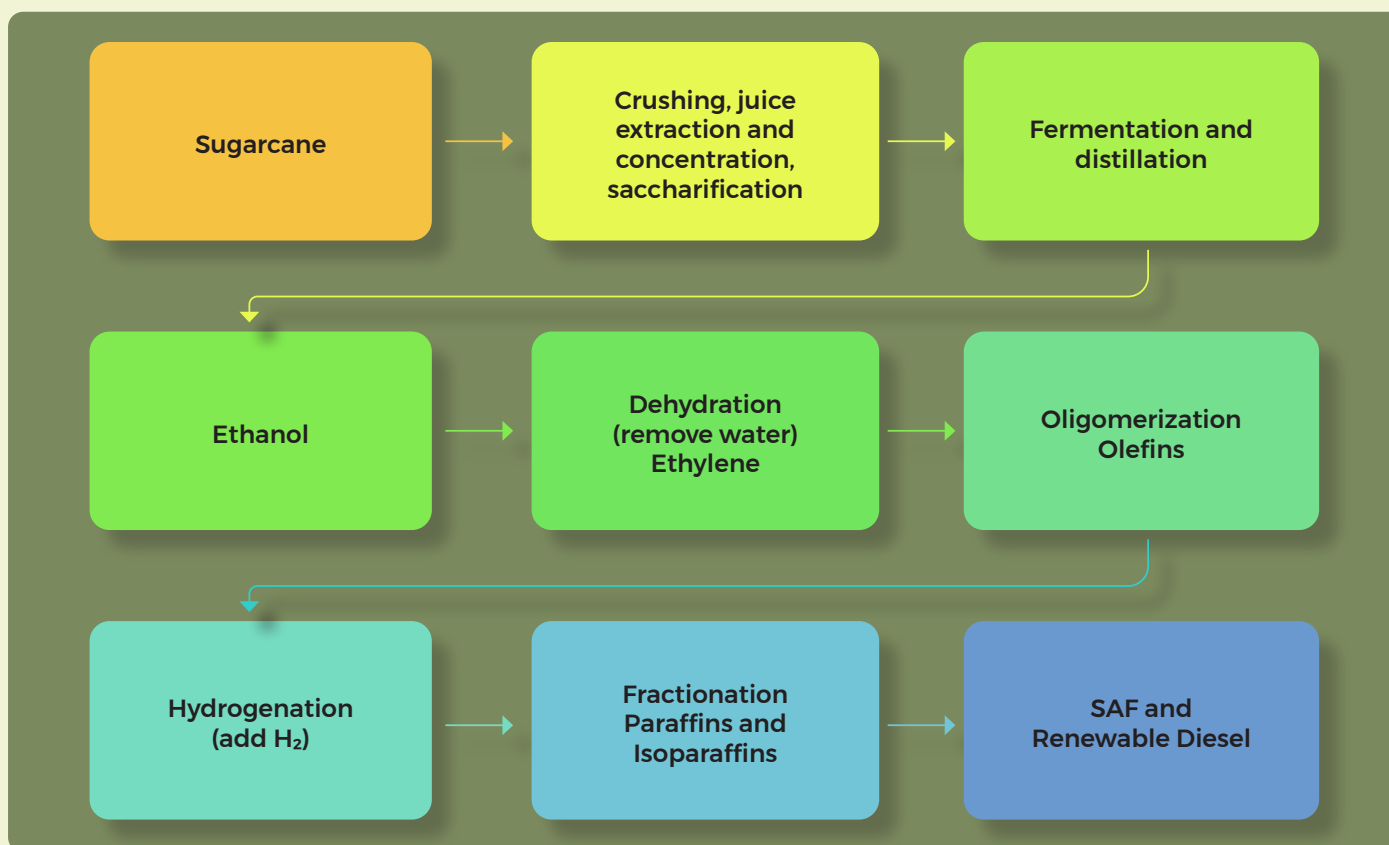 Sugarcane
Crushing, juice
extraction and
concentration,
saccharification
Fermentation and
distillation
Ethanol
Dehydration
(remove water)
Ethylene
Oligomerization
Olefins
Hydrogenation
(add H₂)
Fractionation
Paraffins and
Isoparaffins
SAF and
Renewable Diesel